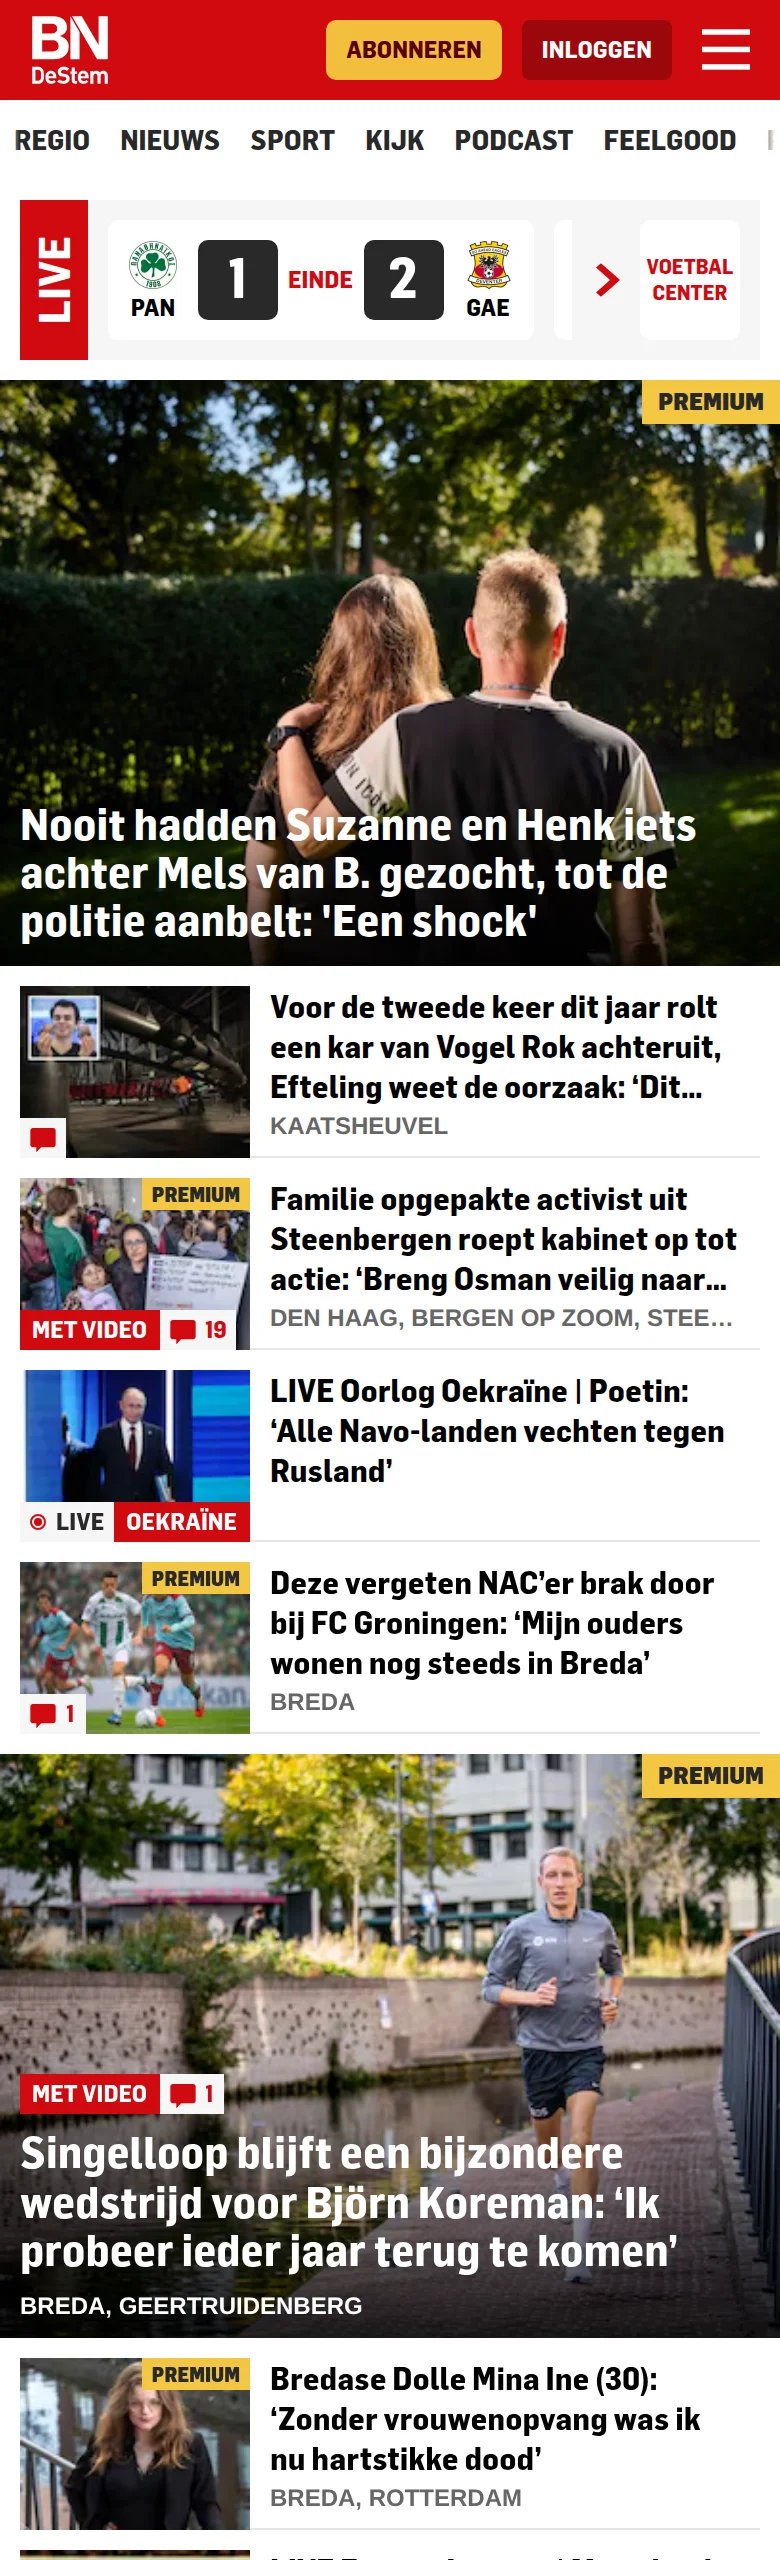 BN
DeStem
ABONNEREN
INLOGGEN
REGIO NIEUWS SPORT KIJK PODCAST FEELGOOD
LIVE
PAN
1
EINDE
2
GAE
VOETBAL
CENTER
PREMIUM
Nooit hadden Suzanne en Henk iets
achter Mels van B. gezocht, tot de
politie aanbelt: 'Een shock'
Voor de tweede keer dit jaar rolt
een kar van Vogel Rok achteruit,
Efteling weet de oorzaak: ‘Dit...
KAATSHEUVEL
PREMIUM
MET VIDEO
19
Familie opgepakte activist uit
Steenbergen roept kabinet op tot
actie: ‘Breng Osman veilig naar...
DEN HAAG, BERGEN OP ZOOM, STEE...
LIVE
OEKRAÏNE
LIVE Oorlog Oekraïne | Poetin:
‘Alle Navo-landen vechten tegen
Rusland’
PREMIUM
1
Deze vergeten NAC’er brak door
bij FC Groningen: ‘Mijn ouders
wonen nog steeds in Breda’
BREDA
PREMIUM
MET VIDEO
1
Singelloop blijft een bijzondere
wedstrijd voor Björn Koreman: ‘Ik
probeer ieder jaar terug te komen’
BREDA, GEERTRUIDENBERG
PREMIUM
Bredase Dolle Mina Ine (30):
‘Zonder vrouwenopvang was ik
nu hartstikke dood’
BREDA, ROTTERDAM